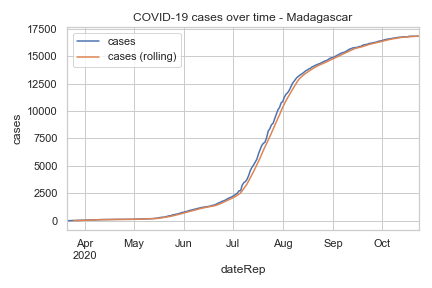 COVID-19 cases over time - Madagascar
cases
cases (rolling)
17500
15000
12500
10000
7500
5000
2500
0
cases
Apr
2020
May
Jun
Jul
Aug
Sep
Oct
dateRep